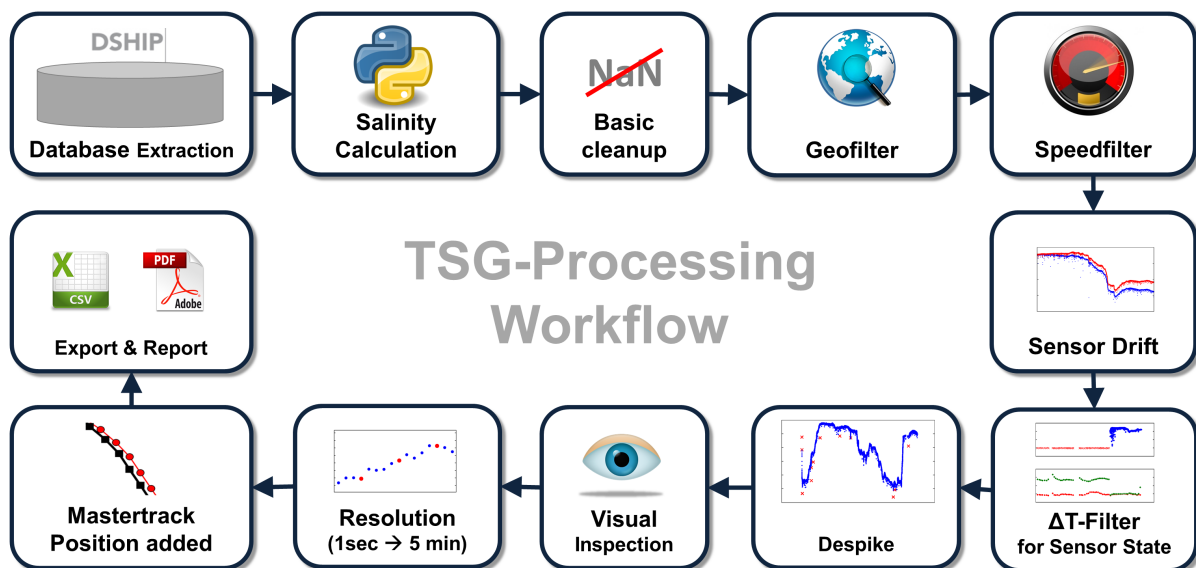 DSHIP
Database Extraction
Salinity
Calculation
NaN
Basic
cleanup
Geofilter
Speedfilter
TSG-Processing
Workflow
Sensor Drift
ΔT-Filter
for Sensor State
Despike
Visual
Inspection
Resolution
(1sec → 5 min)
Mastertrack
Position added
X
CSV
PDF
Adobe
Export & Report